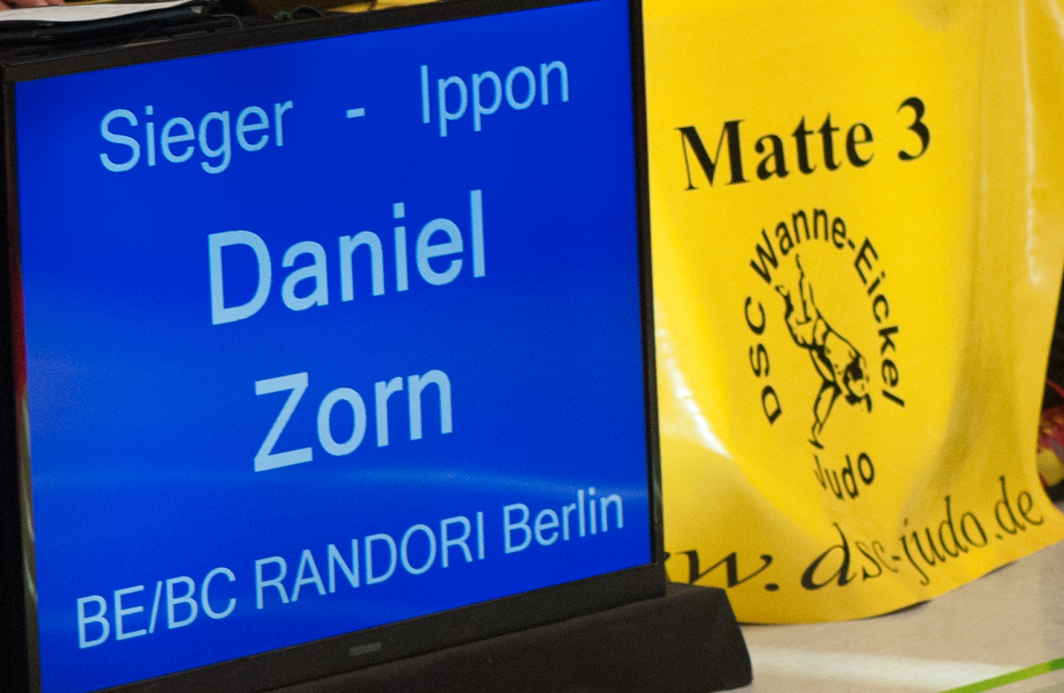 Sieger - Ippon
Daniel
Zorn
BE/BC RANDORI Berlin
Matte 3
DSC Wanne-Eickel
Judo
w.dsc-judo.de